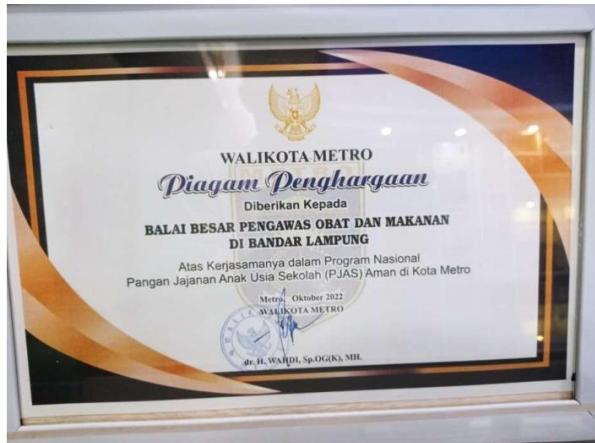 WALIKOTA METRO
Piagam Penghargaan
Diberikan Kepada
BALAI BESAR PENGAWAS OBAT DAN MAKANAN
DI BANDAR LAMPUNG
Atas Kerjasamanya dalam Program Nasional
Pangan Jajanan Anak Usia Sekolah (PJAS) Aman di Kota Metro
Metro, Oktober 2022
WALIKOTA METRO
dr. H. WAHDI, Sp.OG(K), MH.